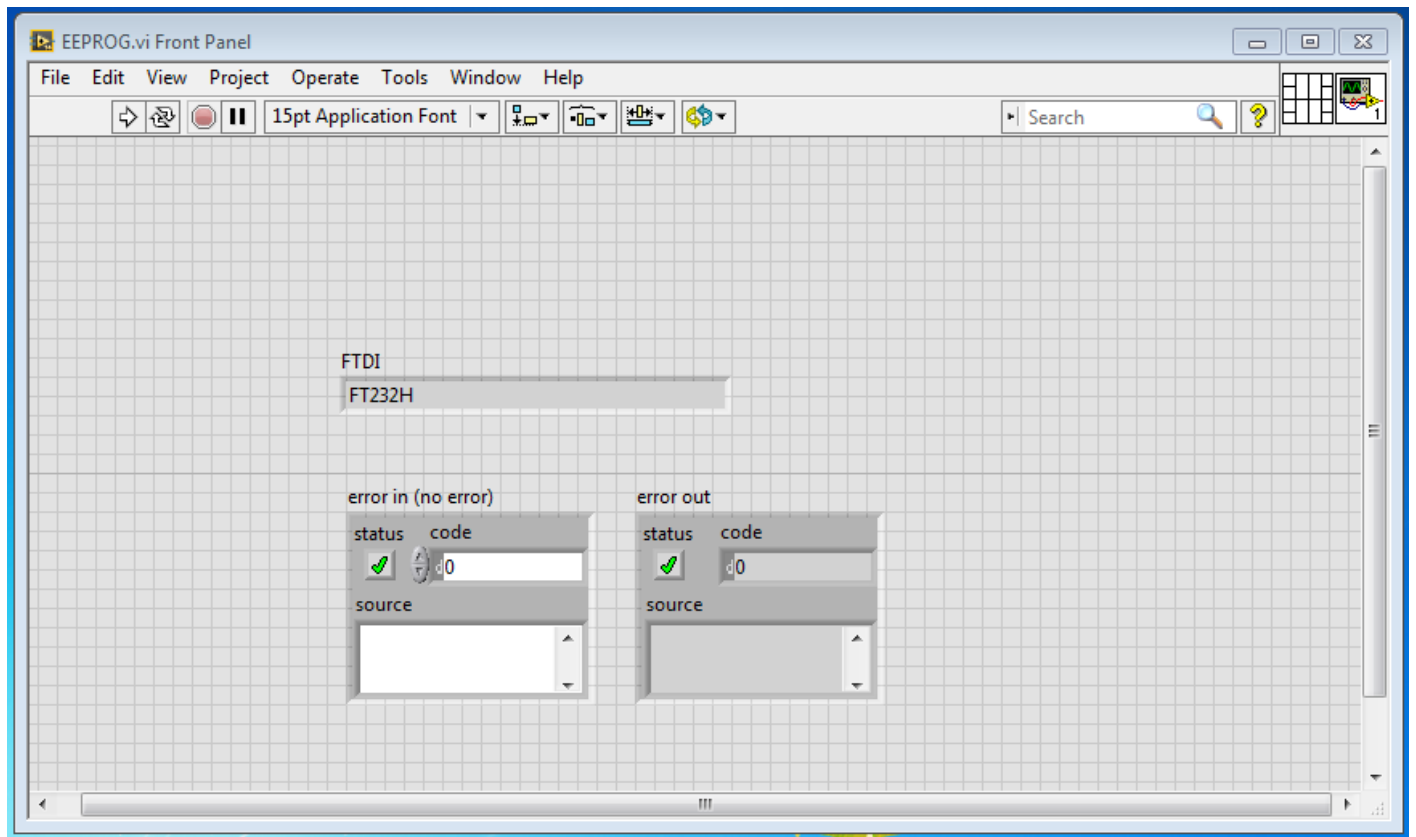 EEPROG.vi Front Panel
File Edit View Project Operate Tools Window Help
15pt Application Font
Search
1
FTDI
FT232H
error in (no error) error out
status code status code
d 0 d 0
source source